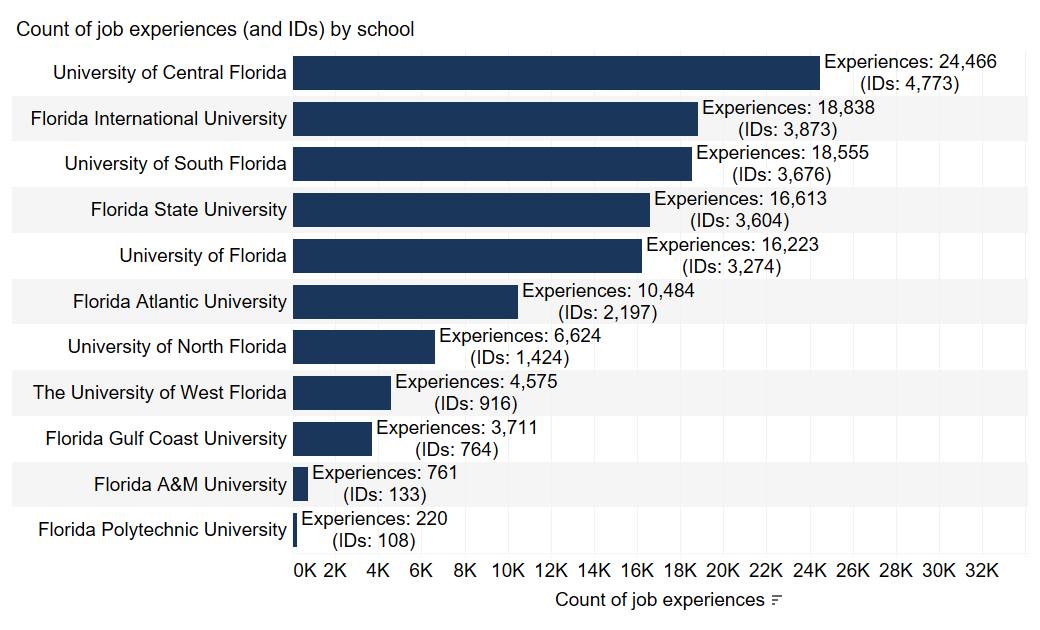 Count of job experiences (and IDs) by school
University of Central Florida
Experiences: 24,466
(IDs: 4,773)
Florida International University
Experiences: 18,838
(IDs: 3,873)
University of South Florida
Experiences: 18,555
(IDs: 3,676)
Florida State University
Experiences: 16,613
(IDs: 3,604)
University of Florida
Experiences: 16,223
(IDs: 3,274)
Florida Atlantic University
Experiences: 10,484
(IDs: 2,197)
University of North Florida
Experiences: 6,624
(IDs: 1,424)
The University of West Florida
Experiences: 4,575
(IDs: 916)
Florida Gulf Coast University
Experiences: 3,711
(IDs: 764)
Florida A&M University
Experiences: 761
(IDs: 133)
Florida Polytechnic University
Experiences: 220
(IDs: 108)
0K 2K 4K 6K 8K 10K 12K 14K 16K 18K 20K 22K 24K 26K 28K 30K 32K
Count of job experiences